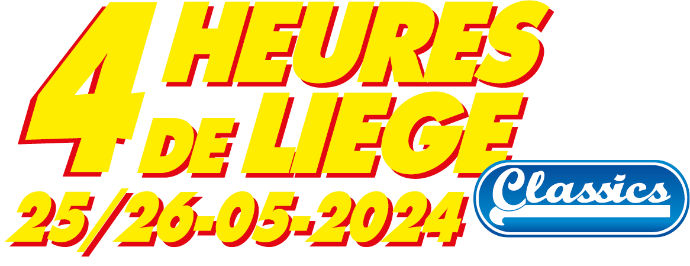 4 HEURES
DE LIEGE
25/26-05-2024
Classics